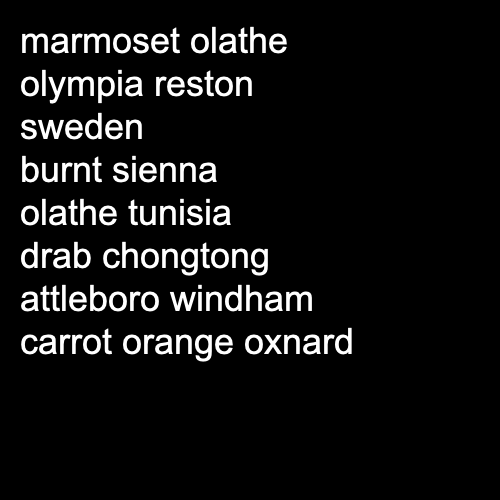 marmoset olathe
olympia reston
sweden
burnt sienna
olathe tunisia
drab chongtong
attleboro windham
carrot orange oxnard